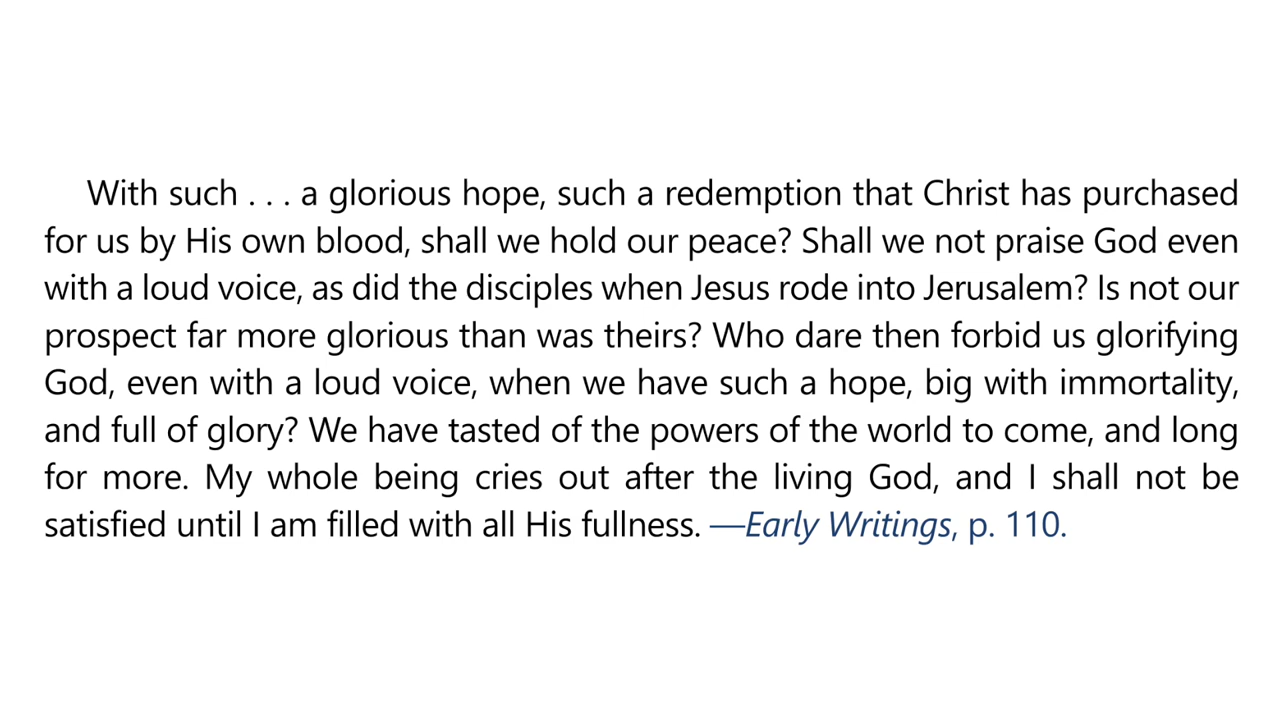 With such . . . a glorious hope, such a redemption that Christ has purchased
for us by His own blood, shall we hold our peace? Shall we not praise God even
with a loud voice, as did the disciples when Jesus rode into Jerusalem? Is not our
prospect far more glorious than was theirs? Who dare then forbid us glorifying
God, even with a loud voice, when we have such a hope, big with immortality,
and full of glory? We have tasted of the powers of the world to come, and long
for more. My whole being cries out after the living God, and I shall not be
satisfied until I am filled with all His fullness. —Early Writings, p. 110.